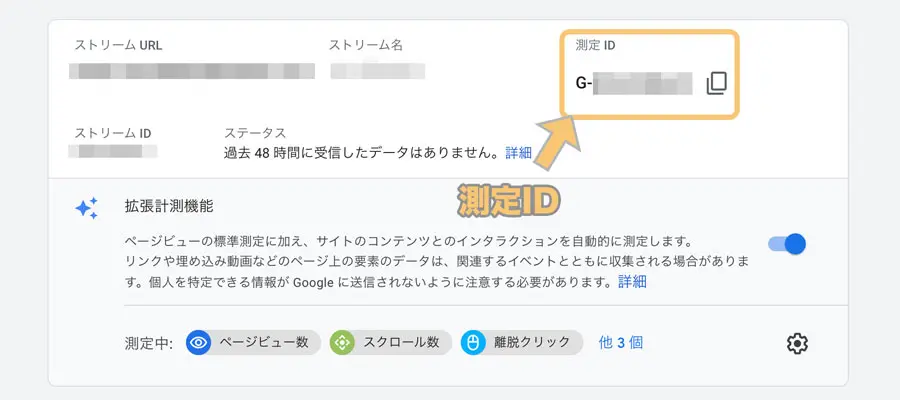 ストリーム URL
ストリーム名
測定 ID
G-
ストリーム ID
ステータス
過去 48 時間に受信したデータはありません。詳細
測定ID
拡張計測機能
ページビューの標準測定に加え、サイトのコンテンツとのインタラクションを自動的に測定します。
リンクや埋め込み動画などのページ上の要素のデータは、関連するイベントとともに収集される場合がありま
す。個人を特定できる情報が Google に送信されないように注意する必要があります。詳細
測定中: ページビュー数 スクロール数 離脱クリック 他 3 個